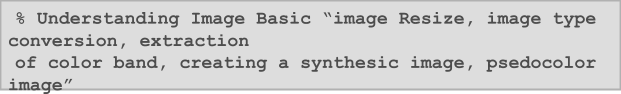 % Understanding Image Basic “image Resize, image type
conversion, extraction
of color band, creating a synthesic image, psedocolor
image”